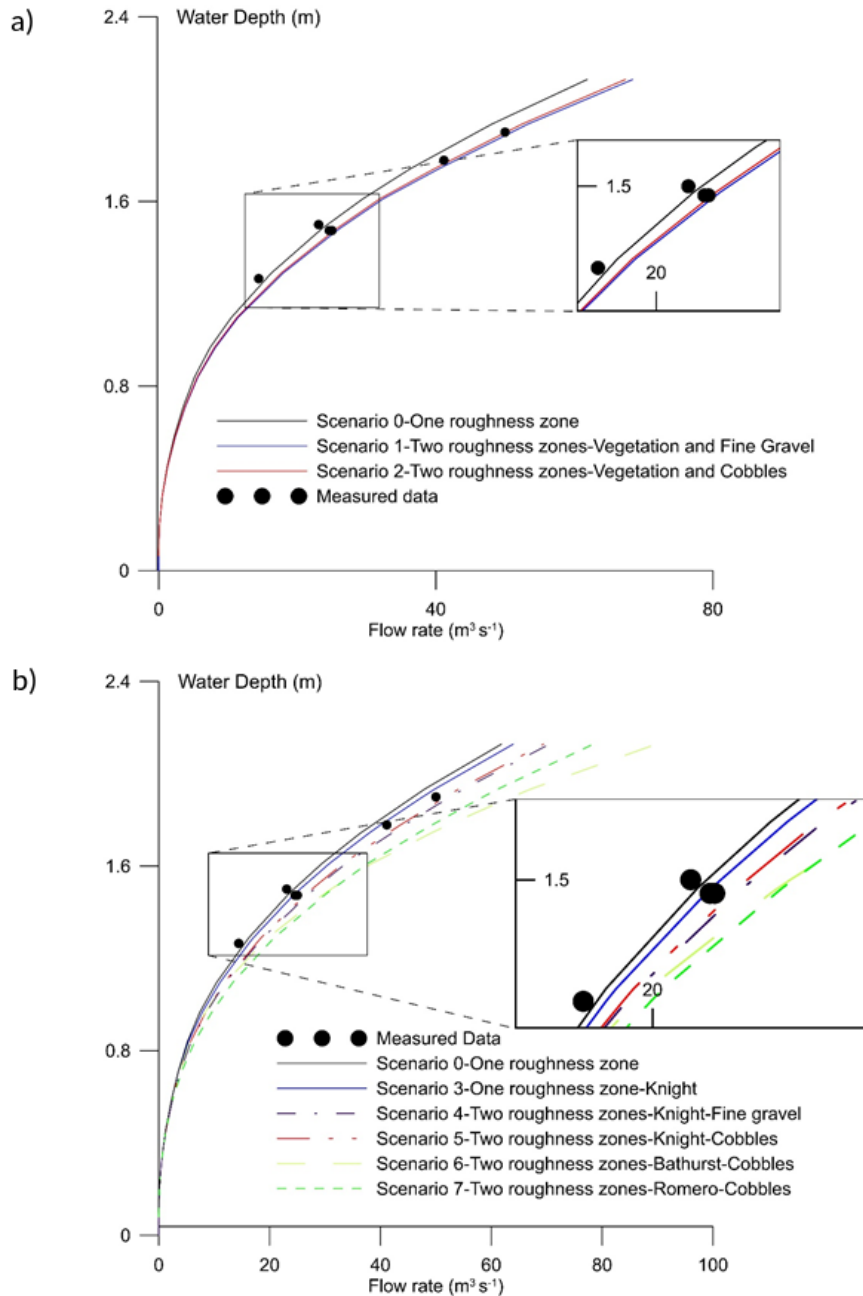 a)
Water Depth (m)
2.4
1.6
0.8
0
1.5
20
Scenario 0-One roughness zone
Scenario 1-Two roughness zones-Vegetation and Fine Gravel
Scenario 2-Two roughness zones-Vegetation and Cobbles
Measured data
0 40 80
Flow rate (m³ s⁻¹)
b)
Water Depth (m)
2.4
1.6
0.8
0
1.5
20
Measured Data
Scenario 0-One roughness zone
Scenario 3-One roughness zone-Knight
Scenario 4-Two roughness zones-Knight-Fine gravel
Scenario 5-Two roughness zones-Knight-Cobbles
Scenario 6-Two roughness zones-Bathurst-Cobbles
Scenario 7-Two roughness zones-Romero-Cobbles
0 20 40 60 80 100
Flow rate (m³ s⁻¹)